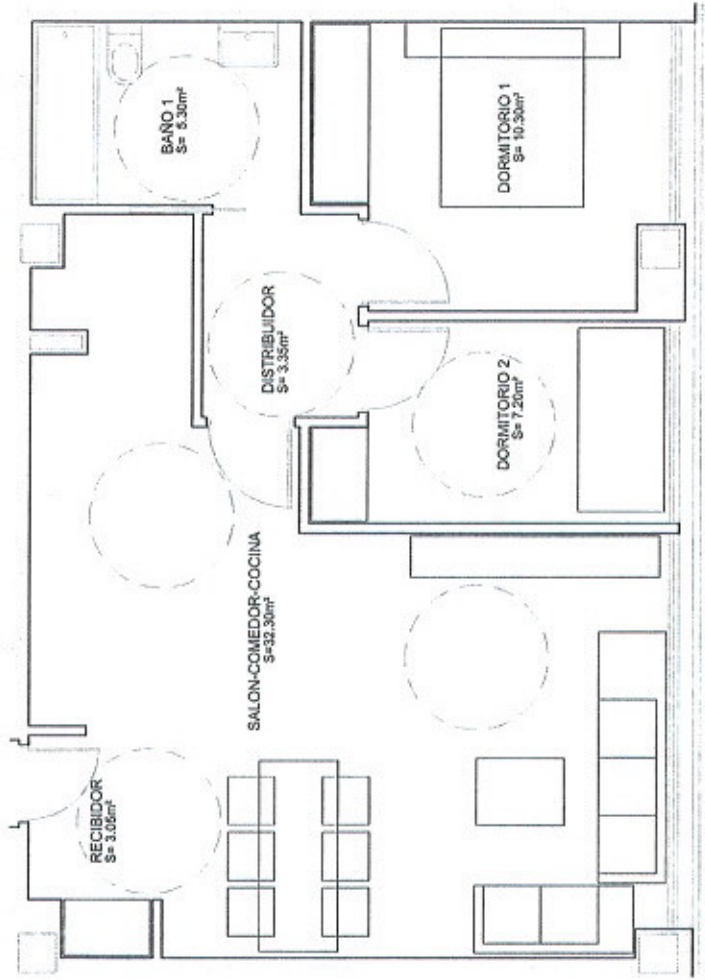 BAÑO 1
S= 5.30m²
DORMITORIO 1
S= 10.30m²
DISTRIBUIDOR
S= 3.35m²
DORMITORIO 2
S= 7.20m²
SALON-COMEDOR-COCINA
S=32.30m²
RECIBIDOR
S= 3.05m²